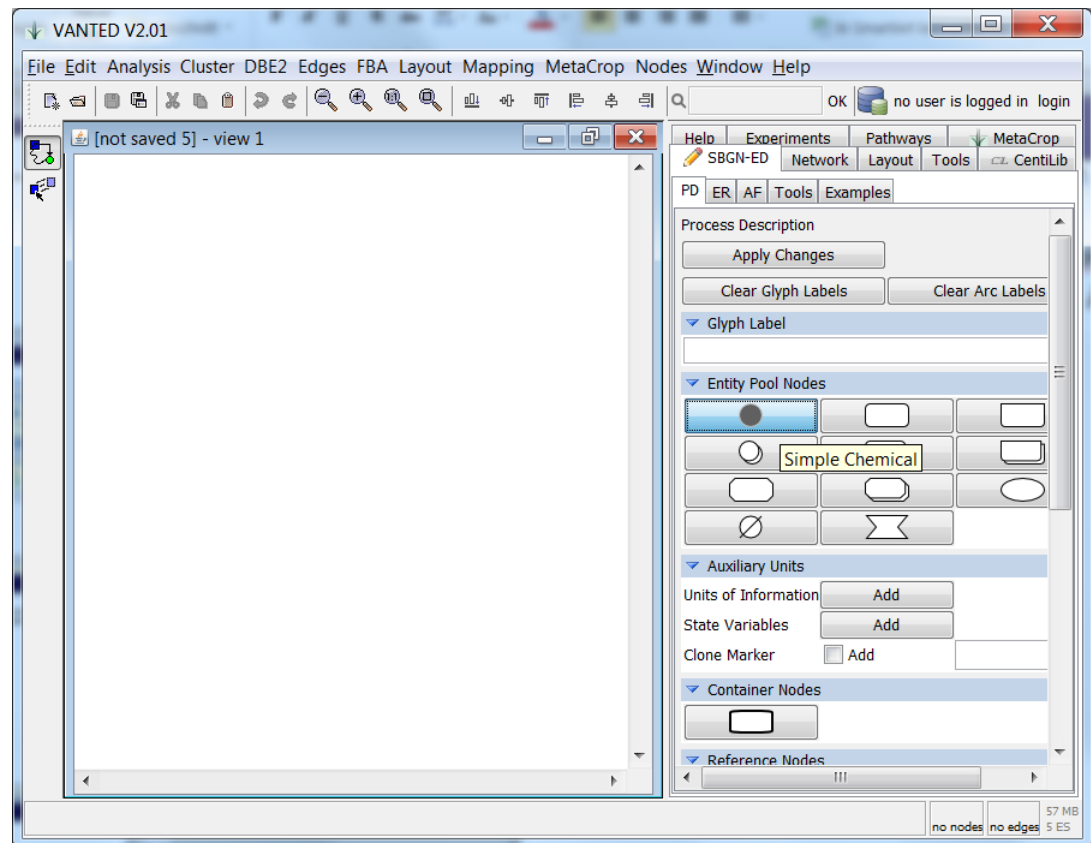 VANTED V2.01
File Edit Analysis Cluster DBE2 Edges FBA Layout Mapping MetaCrop Nodes Window Help
OK no user is logged in login
[not saved 5] - view 1
Help Experiments Pathways MetaCrop
SBGN-ED Network Layout Tools CL CentiLib
PD ER AF Tools Examples
Process Description
Apply Changes
Clear Glyph Labels Clear Arc Labels
Glyph Label
Entity Pool Nodes
Simple Chemical
Auxiliary Units
Units of Information Add
State Variables Add
Clone Marker Add
Container Nodes
Reference Nodes
57 MB
no nodes no edges 5 ES